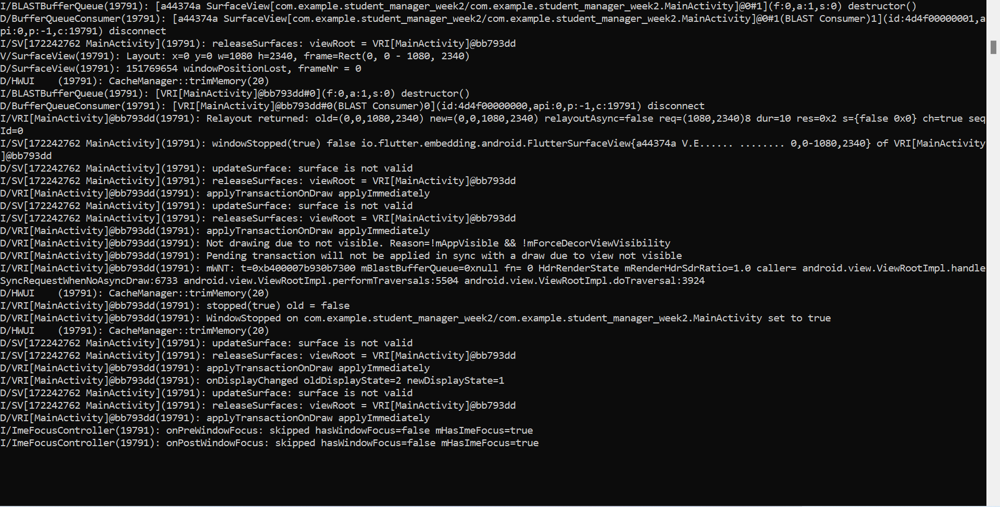 I/BLASTBufferQueue(19791): [a44374a SurfaceView[com.example.student_manager_week2/com.example.student_manager_week2.MainActivity]@0#1](f:0,a:1,s:0) destructor()
D/BufferQueueConsumer(19791): [a44374a SurfaceView[com.example.student_manager_week2/com.example.student_manager_week2.MainActivity]@0#1(BLAST Consumer)1](id:4d4f00000001,a
pi:0,p:-1,c:19791) disconnect
I/SV[172242762 MainActivity](19791): releaseSurfaces: viewRoot = VRI[MainActivity]@bb793dd
V/SurfaceView(19791): Layout: x=0 y=0 w=1080 h=2340, frame=Rect(0, 0 - 1080, 2340)
D/SurfaceView(19791): 151769654 windowPositionLost, frameNr = 0
D/HWUI    (19791): CacheManager::trimMemory(20)
I/BLASTBufferQueue(19791): [VRI[MainActivity]@bb793dd#0](f:0,a:1,s:0) destructor()
D/BufferQueueConsumer(19791): [VRI[MainActivity]@bb793dd#0(BLAST Consumer)0](id:4d4f00000000,api:0,p:-1,c:19791) disconnect
I/VRI[MainActivity]@bb793dd(19791): Relayout returned: old=(0,0,1080,2340) new=(0,0,1080,2340) relayoutAsync=false req=(1080,2340)8 dur=10 res=0x2 s={false 0x0} ch=true seq
Id=0
I/SV[172242762 MainActivity](19791): windowStopped(true) false io.flutter.embedding.android.FlutterSurfaceView{a44374a V.E...... ........ 0,0-1080,2340} of VRI[MainActivity
]@bb793dd
D/SV[172242762 MainActivity](19791): updateSurface: surface is not valid
I/SV[172242762 MainActivity](19791): releaseSurfaces: viewRoot = VRI[MainActivity]@bb793dd
D/VRI[MainActivity]@bb793dd(19791): applyTransactionOnDraw applyImmediately
D/SV[172242762 MainActivity](19791): updateSurface: surface is not valid
I/SV[172242762 MainActivity](19791): releaseSurfaces: viewRoot = VRI[MainActivity]@bb793dd
D/VRI[MainActivity]@bb793dd(19791): applyTransactionOnDraw applyImmediately
D/VRI[MainActivity]@bb793dd(19791): Not drawing due to not visible. Reason=!mAppVisible && !mForceDecorViewVisibility
D/VRI[MainActivity]@bb793dd(19791): Pending transaction will not be applied in sync with a draw due to view not visible
I/VRI[MainActivity]@bb793dd(19791): mWNT: t=0xb400007b930b7300 mBlastBufferQueue=0xnull fn= 0 HdrRenderState mRenderHdrSdrRatio=1.0 caller= android.view.ViewRootImpl.handle
SyncRequestWhenNoAsyncDraw:6733 android.view.ViewRootImpl.performTraversals:5504 android.view.ViewRootImpl.doTraversal:3924
D/HWUI    (19791): CacheManager::trimMemory(20)
I/VRI[MainActivity]@bb793dd(19791): stopped(true) old = false
D/VRI[MainActivity]@bb793dd(19791): WindowStopped on com.example.student_manager_week2/com.example.student_manager_week2.MainActivity set to true
D/HWUI    (19791): CacheManager::trimMemory(20)
D/SV[172242762 MainActivity](19791): updateSurface: surface is not valid
I/SV[172242762 MainActivity](19791): releaseSurfaces: viewRoot = VRI[MainActivity]@bb793dd
D/VRI[MainActivity]@bb793dd(19791): applyTransactionOnDraw applyImmediately
I/VRI[MainActivity]@bb793dd(19791): onDisplayChanged oldDisplayState=2 newDisplayState=1
D/SV[172242762 MainActivity](19791): updateSurface: surface is not valid
I/SV[172242762 MainActivity](19791): releaseSurfaces: viewRoot = VRI[MainActivity]@bb793dd
D/VRI[MainActivity]@bb793dd(19791): applyTransactionOnDraw applyImmediately
I/ImeFocusController(19791): onPreWindowFocus: skipped hasWindowFocus=false mHasImeFocus=true
I/ImeFocusController(19791): onPostWindowFocus: skipped hasWindowFocus=false mHasImeFocus=true